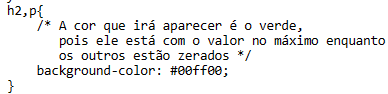 h2,p{
/* A cor que irá aparecer é o verde,
pois ele está com o valor no máximo enquanto
os outros estão zerados */
background-color: #00ff00;
}